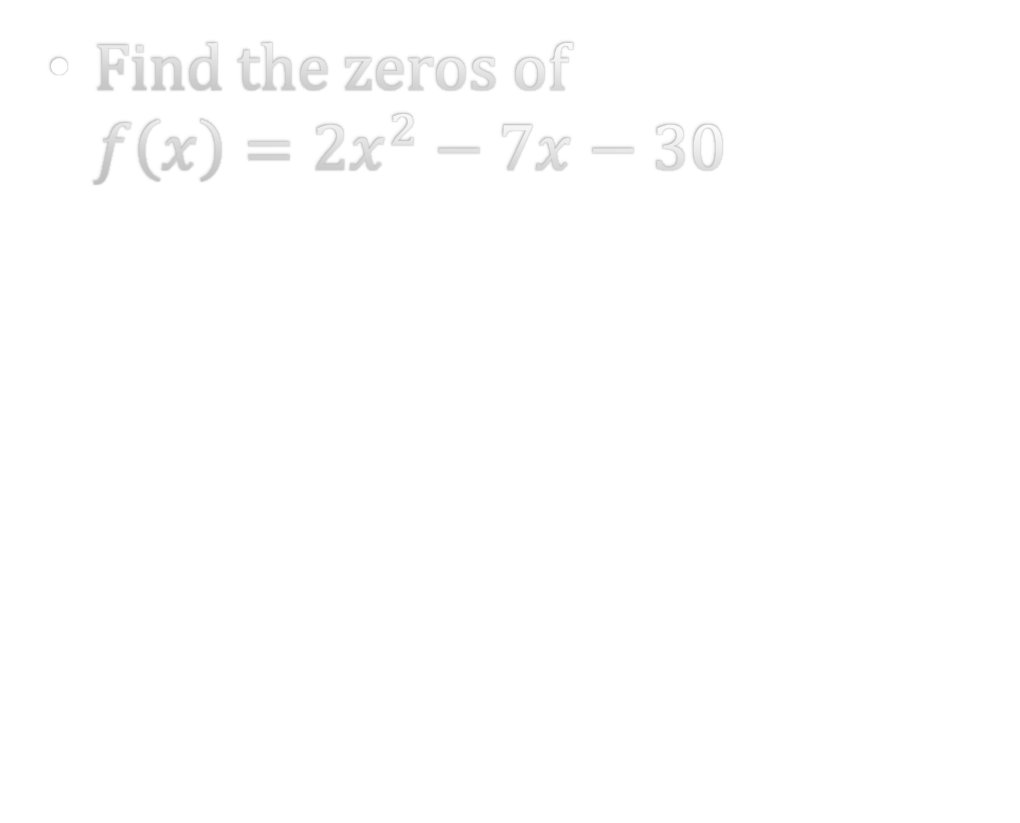 Find the zeros of
f(x) = 2x² − 7x − 30